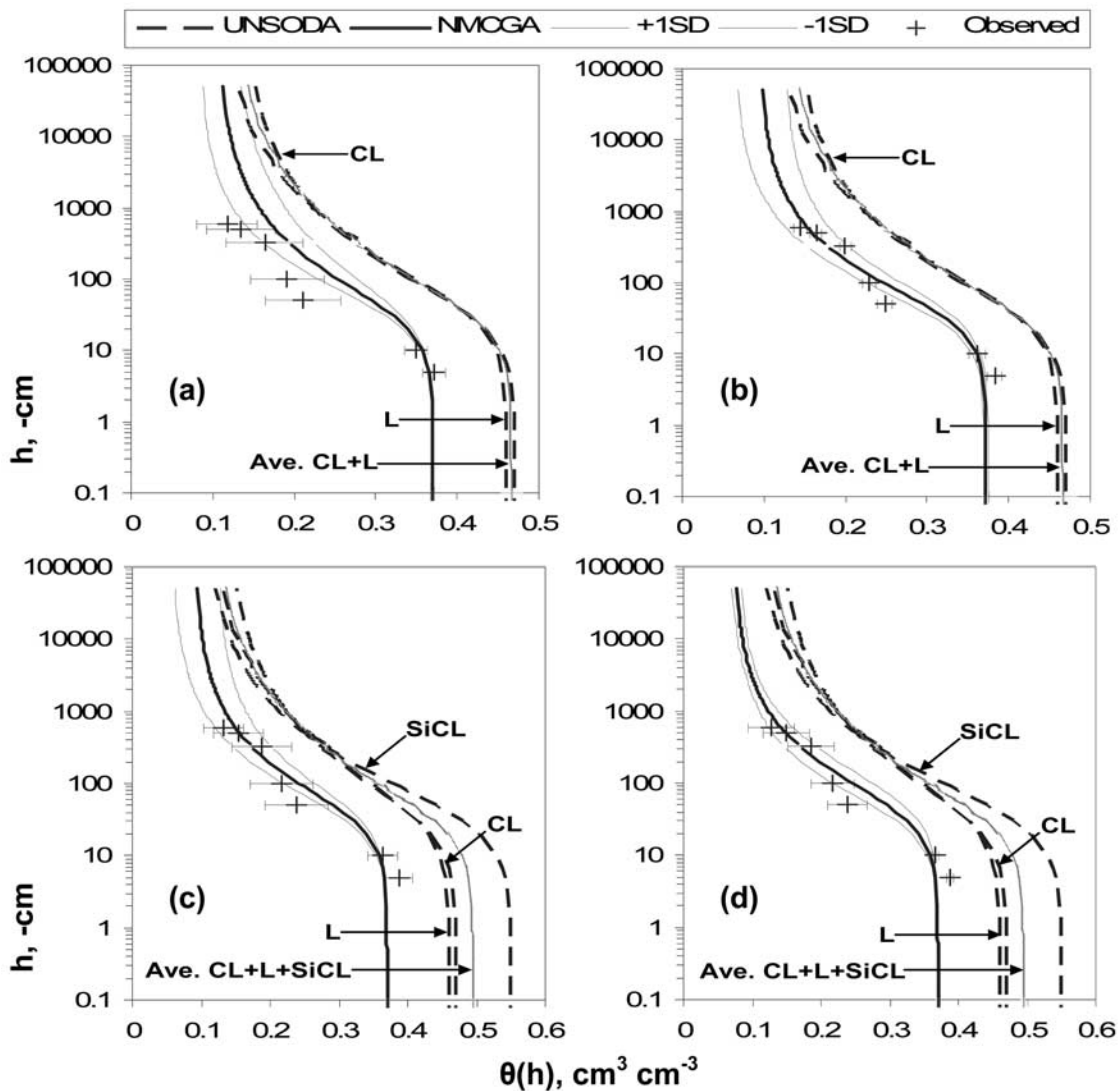 UNSODA NMCGA +1SD -1SD Observed
100000 100000
10000 10000
CL CL
1000 1000
100 100
10 10
(a) (b)
1 L 1 L
Ave. CL+L Ave. CL+L
0.1 0.1
0 0.1 0.2 0.3 0.4 0.5 0 0.1 0.2 0.3 0.4 0.5
h, -cm
100000 100000
10000 10000
1000 1000
SiCL SiCL
100 100
CL CL
10 10
(c) (d)
1 L 1 L
Ave. CL+L+SiCL Ave. CL+L+SiCL
0.1 0.1
0 0.1 0.2 0.3 0.4 0.5 0.6 0 0.1 0.2 0.3 0.4 0.5 0.6
h, -cm
θ(h), cm³ cm⁻³